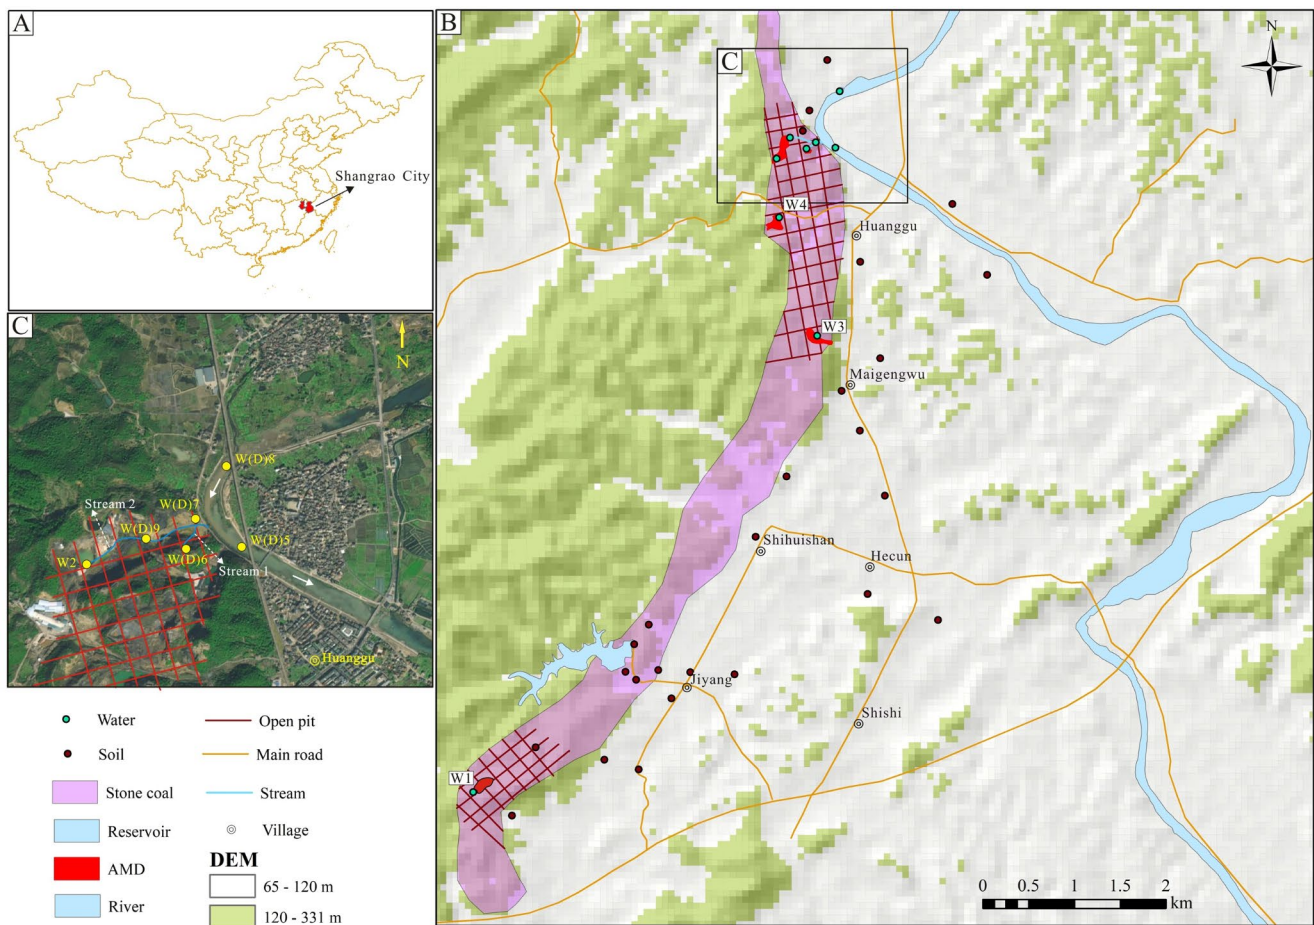 A
Shangrao City
B
C
N
W4
Huanggu
W3
Maigengwu
Shihuishan
Hecun
Jiyang
Shishi
W1
0 0.5 1 1.5 2
km
C
N
W(D)8
Stream 2
W(D)7
W(D)9
W(D)5
W2
W(D)6
Stream 1
Huanggu
Water
Open pit
Soil
Main road
Stone coal
Stream
Reservoir
Village
AMD
DEM
65 - 120 m
River
120 - 331 m